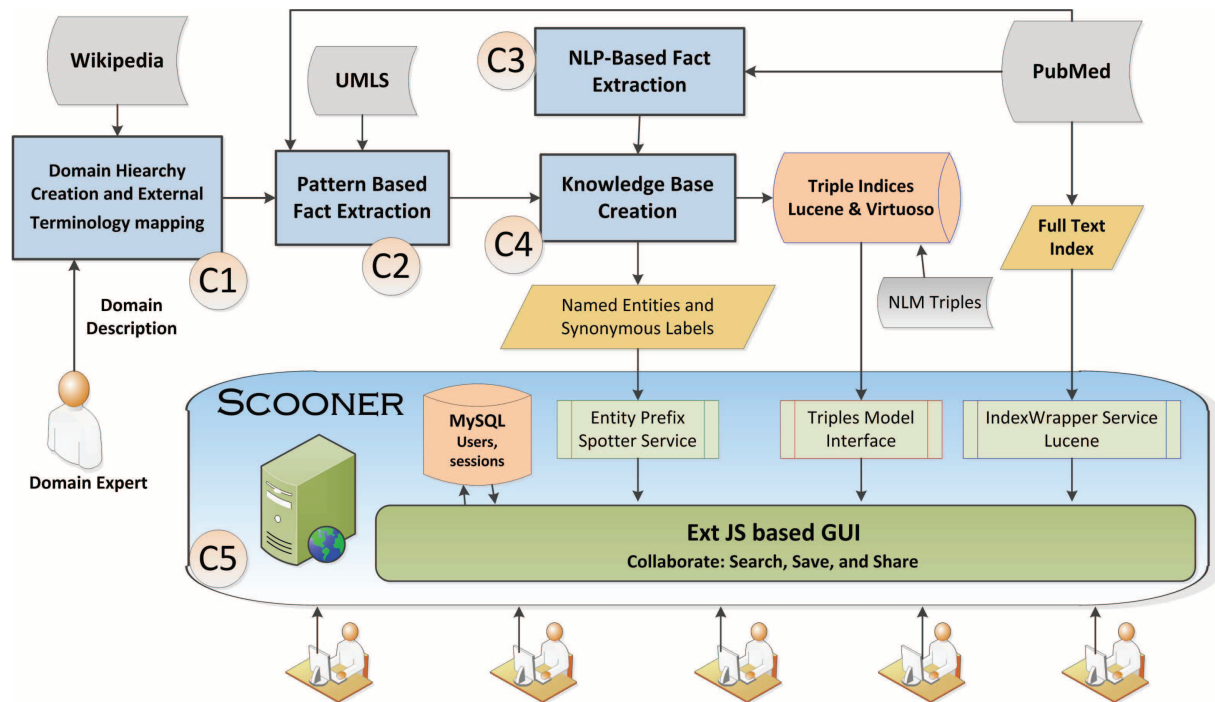 Wikipedia
UMLS
C3
NLP-Based Fact
Extraction
PubMed
Domain Hiearchy
Creation and External
Terminology mapping
C1
Pattern Based
Fact Extraction
C2
Knowledge Base
Creation
C4
Triple Indices
Lucene & Virtuoso
Full Text
Index
NLM Triples
Domain
Description
Named Entities and
Synonymous Labels
Domain Expert
SCOONER
MySQL
Users,
sessions
Entity Prefix
Spotter Service
Triples Model
Interface
IndexWrapper Service
Lucene
C5
Ext JS based GUI
Collaborate: Search, Save, and Share